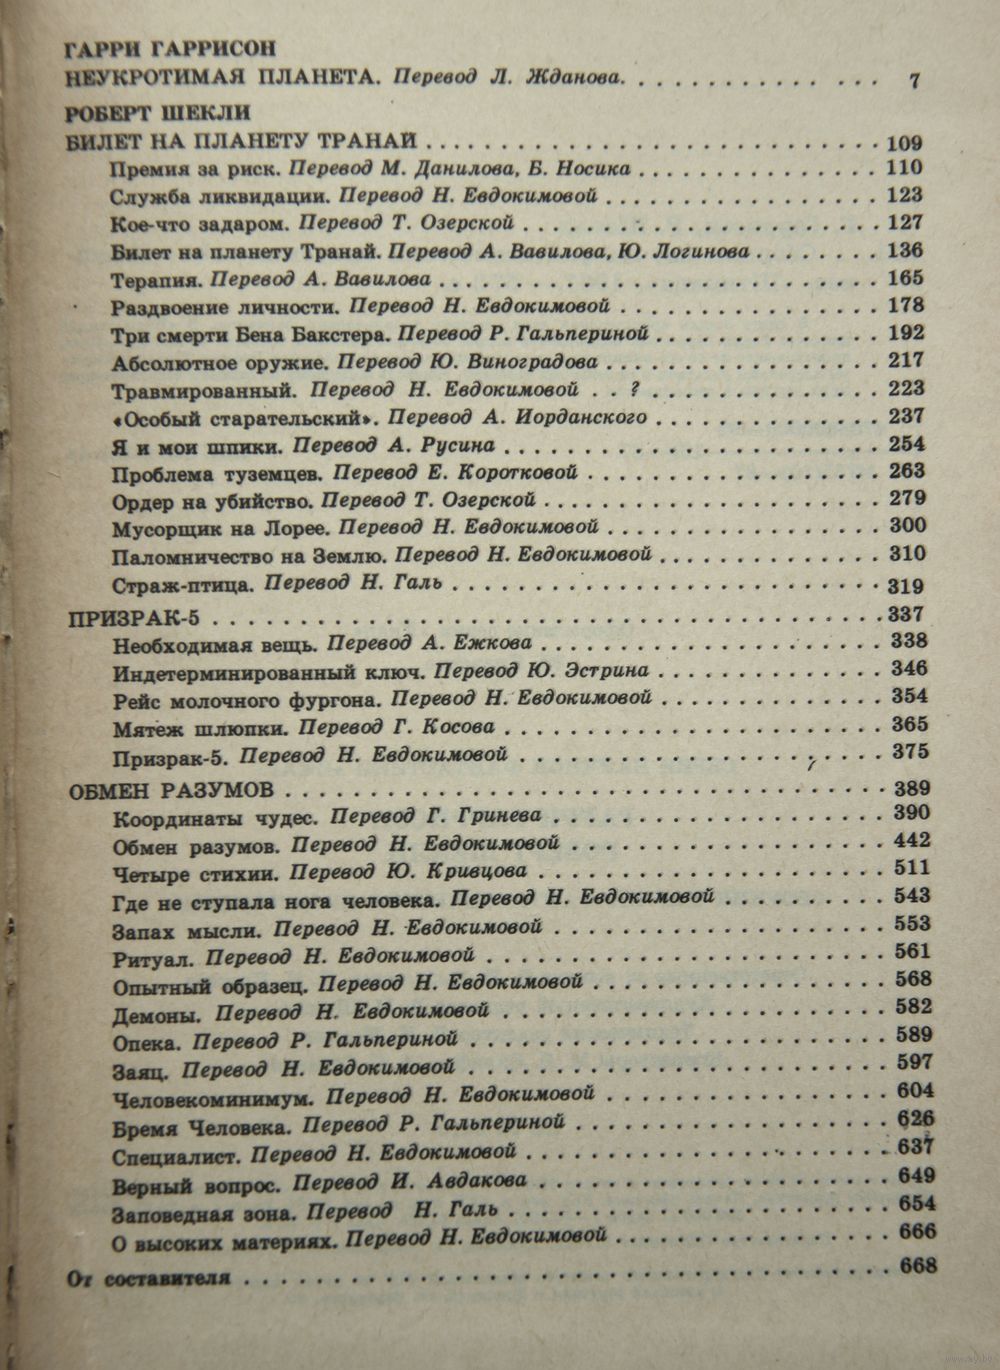 ГАРРИ ГАРРИСОН
НЕУКРОТИМАЯ ПЛАНЕТА. Перевод Л. Жданова. . . . . . . . . . . . . . . 7
РОБЕРТ ШЕКЛИ
БИЛЕТ НА ПЛАНЕТУ ТРАНАЙ . . . . . . . . . . . . . . . 109
Премия за риск. Перевод М. Данилова, Б. Носика . . . . . . . . . . . . . . . 110
Служба ликвидации. Перевод Н. Евдокимовой . . . . . . . . . . . . . . . 123
Кое-что задаром. Перевод Т. Озерской . . . . . . . . . . . . . . . 127
Билет на планету Транай. Перевод А. Вавилова, Ю. Логинова . . . . . . . . 136
Терапия. Перевод А. Вавилова . . . . . . . . . . . . . . . 165
Раздвоение личности. Перевод Н. Евдокимовой . . . . . . . . . . . . . . . 178
Три смерти Бена Бакстера. Перевод Р. Гальпериной . . . . . . . . . . . . . 192
Абсолютное оружие. Перевод Ю. Виноградова . . . . . . . . . . . . . . . 217
Травмированный. Перевод Н. Евдокимовой . . ? . . . . . . . . . . . . . 223
«Особый старательский». Перевод А. Иорданского . . . . . . . . . . . . . 237
Я и мои шпики. Перевод А. Русина . . . . . . . . . . . . . . . 254
Проблема туземцев. Перевод Е. Коротковой . . . . . . . . . . . . . . . 263
Ордер на убийство. Перевод Т. Озерской . . . . . . . . . . . . . . . 279
Мусорщик на Лорее. Перевод Н. Евдокимовой . . . . . . . . . . . . . . . 300
Паломничество на Землю. Перевод Н. Евдокимовой . . . . . . . . . . . . . 310
Страж-птица. Перевод Н. Галь . . . . . . . . . . . . . . . 319
ПРИЗРАК-5 . . . . . . . . . . . . . . . 337
Необходимая вещь. Перевод А. Ежкова . . . . . . . . . . . . . . . 338
Индетерминированный ключ. Перевод Ю. Эстрина . . . . . . . . . . . . . 346
Рейс молочного фургона. Перевод Н. Евдокимовой . . . . . . . . . . . . . 354
Мятеж шлюпки. Перевод Г. Косова . . . . . . . . . . . . . . . 365
Призрак-5. Перевод Н. Евдокимовой . . . . . . . . . . . . . . . 375
ОБМЕН РАЗУМОВ . . . . . . . . . . . . . . . 389
Координаты чудес. Перевод Г. Гринева . . . . . . . . . . . . . . . 390
Обмен разумов. Перевод Н. Евдокимовой . . . . . . . . . . . . . . . 442
Четыре стихии. Перевод Ю. Кривцова . . . . . . . . . . . . . . . 511
Где не ступала нога человека. Перевод Н. Евдокимовой . . . . . . . . . . 543
Запах мысли. Перевод Н. Евдокимовой . . . . . . . . . . . . . . . 553
Ритуал. Перевод Н. Евдокимовой . . . . . . . . . . . . . . . 561
Опытный образец. Перевод Н. Евдокимовой . . . . . . . . . . . . . . . 568
Демоны. Перевод Н. Евдокимовой . . . . . . . . . . . . . . . 582
Опека. Перевод Р. Гальпериной . . . . . . . . . . . . . . . 589
Заяц. Перевод Н. Евдокимовой . . . . . . . . . . . . . . . 597
Человекоминимум. Перевод Н. Евдокимовой . . . . . . . . . . . . . . . 604
Бремя Человека. Перевод Р. Гальпериной . . . . . . . . . . . . . . . 626
Специалист. Перевод Н. Евдокимовой . . . . . . . . . . . . . . . 637
Верный вопрос. Перевод И. Авдакова . . . . . . . . . . . . . . . 649
Заповедная зона. Перевод Н. Галь . . . . . . . . . . . . . . . 654
О высоких материях. Перевод Н. Евдокимовой . . . . . . . . . . . . . . . 666
От составителя . . . . . . . . . . . . . . . 668